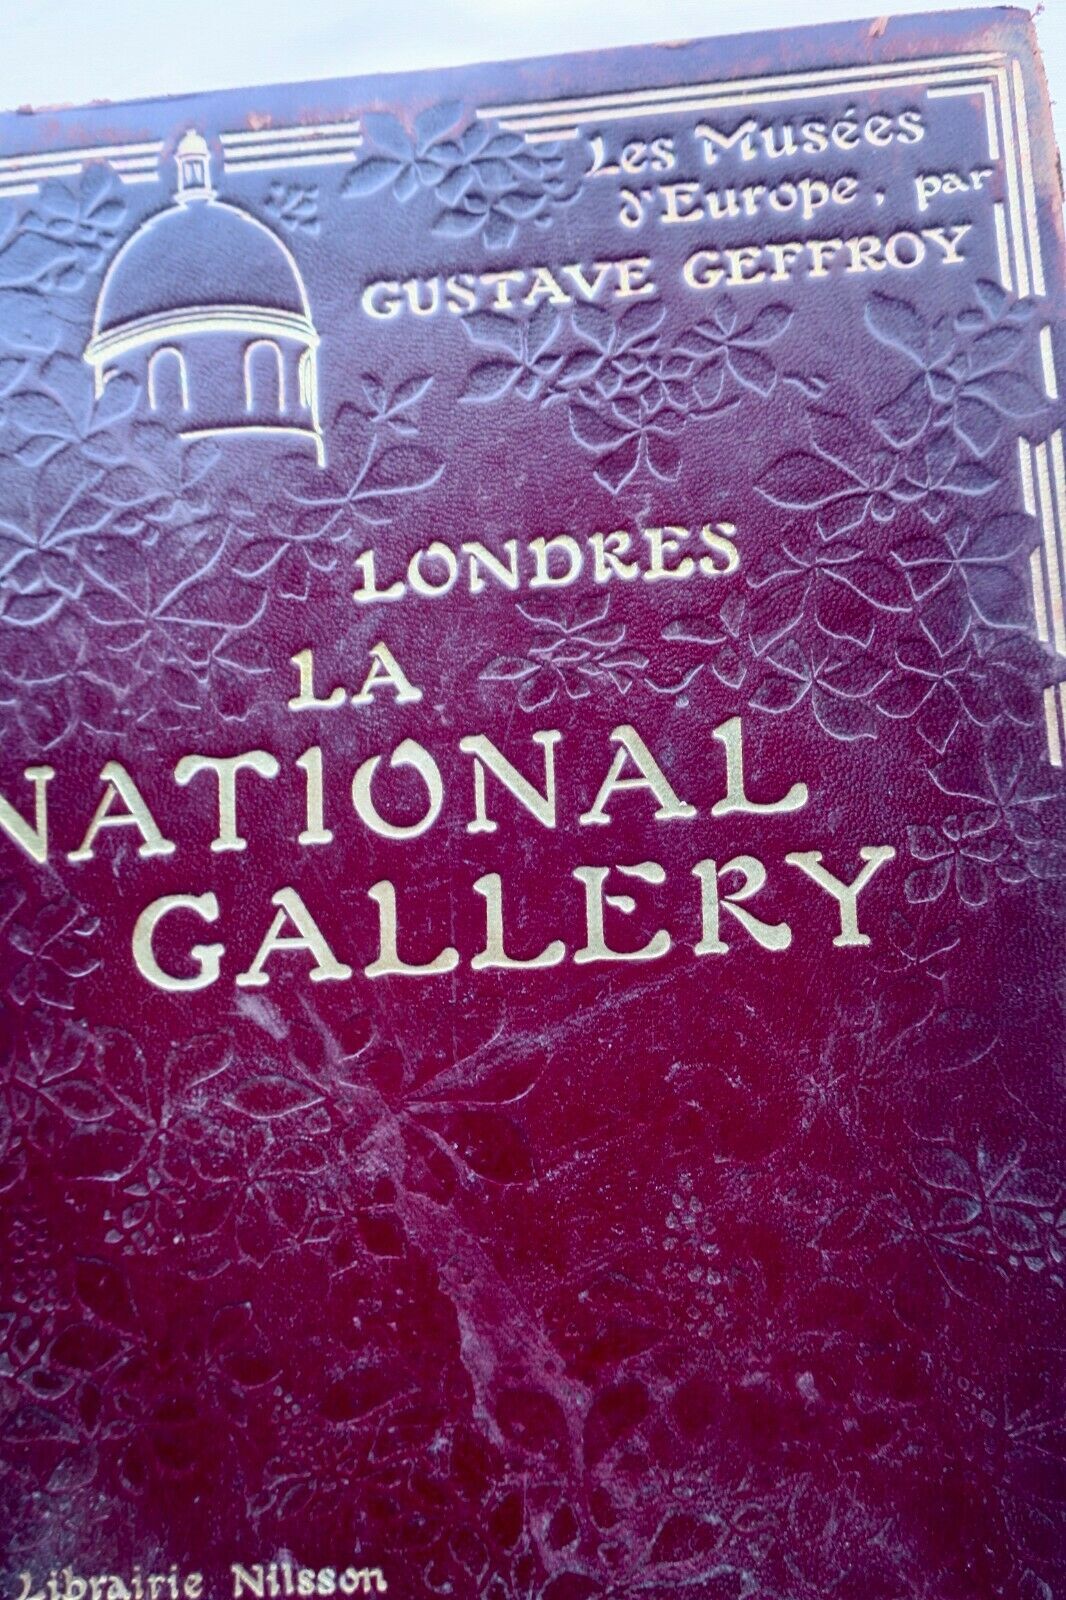 Les Musées
d'Europe, par
GUSTAVE GEFFROY
LONDRES
LA
NATIONAL
GALLERY
Librairie Nilsson